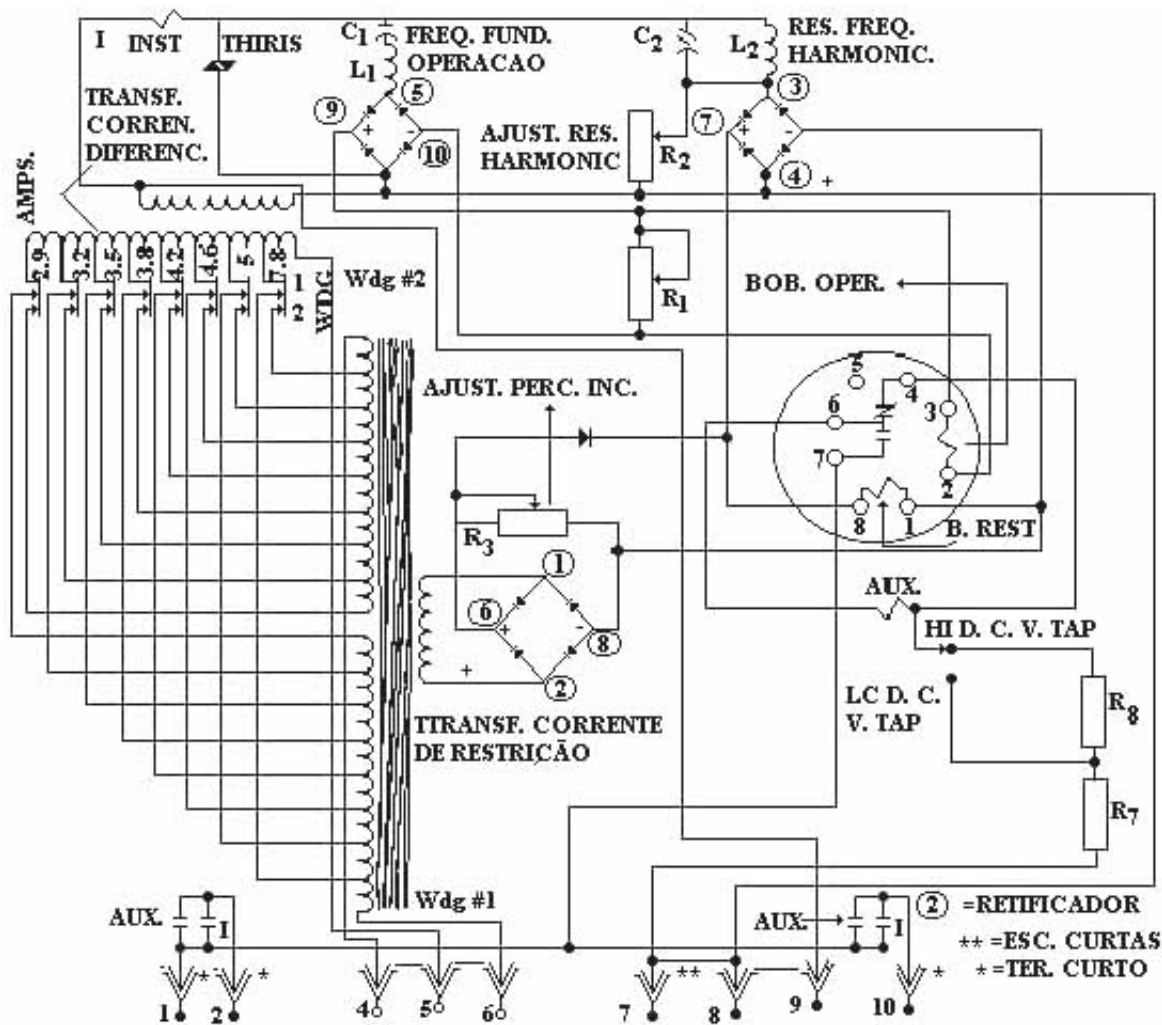 I INST THIRIS
C1 FREQ. FUND.
L1 OPERACAO
C2 L2 RES. FREQ.
HARMONIC.
TRANSF.
CORREN.
DIFERENC.
9 5
+ -
10
AJUST. RES.
HARMONIC
R2
7 3
+ -
4 +
AMPS.
2.9 3.2 3.5 3.8 4.2 4.6 5 7.8
1
2
WDG
Wdg #2
R1
BOB. OPER.
AJUST. PERC. INC.
5 4
6 3
7 2
8 1
B. REST
R3
1
6 + - 8
+ 2
TTRANSF. CORRENTE
DE RESTRIÇÃO
AUX.
HI D. C. V. TAP
LC D. C.
V. TAP
R8
R7
Wdg #1
AUX. I
* *
1 2
4 5 6
**
7 8 9
AUX. I
*
10
2 =RETIFICADOR
** =ESC. CURTAS
* =TER. CURTO